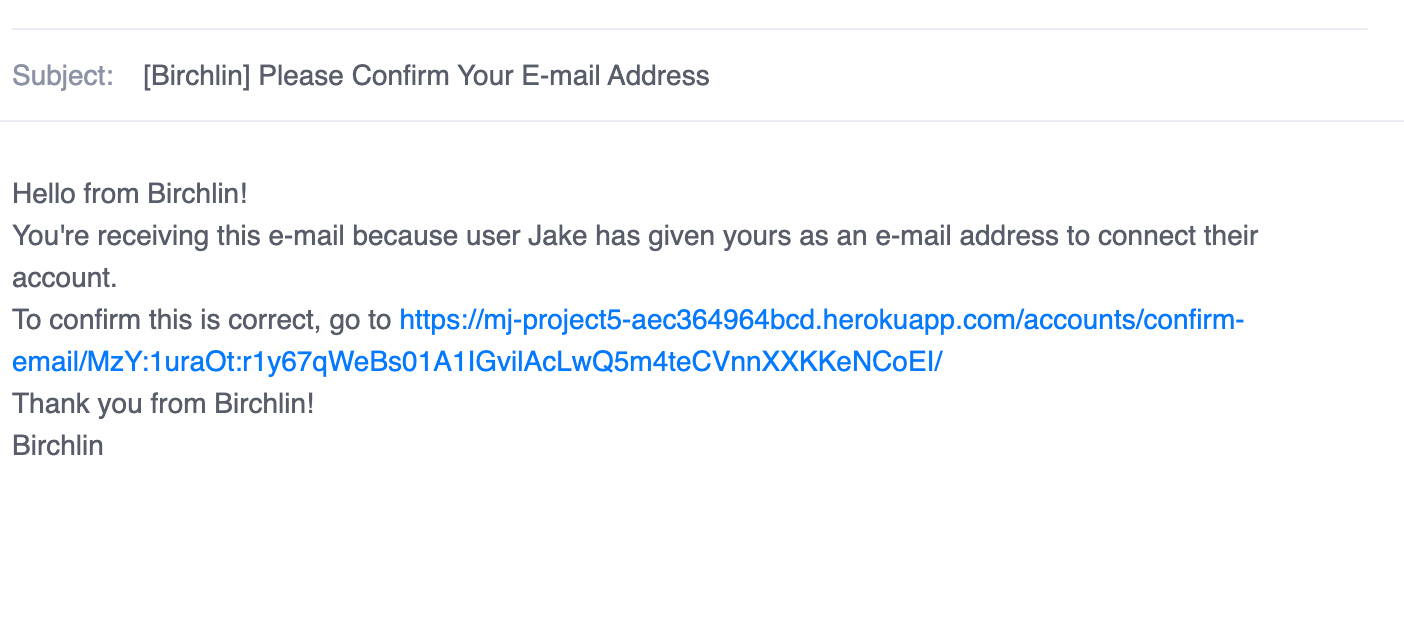 Subject: [Birchlin] Please Confirm Your E-mail Address
Hello from Birchlin!
You're receiving this e-mail because user Jake has given yours as an e-mail address to connect their
account.
To confirm this is correct, go to https://mj-project5-aec364964bcd.herokuapp.com/accounts/confirm-
email/MzY:1uraOt:r1y67qWeBs01A1IGvilAcLwQ5m4teCVnnXXKKeNCoEI/
Thank you from Birchlin!
Birchlin